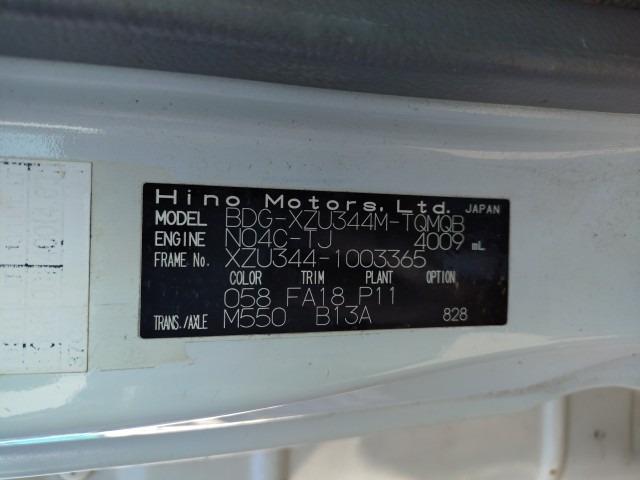 Hino Motors, Ltd. JAPAN
MODEL BDG-XZU344M-TQMQB
ENGINE N04C-TJ 4009 mL
FRAME No. XZU344-1003365
COLOR TRIM PLANT OPTION
058 FA18 P11
TRANS./AXLE M550 B13A 828